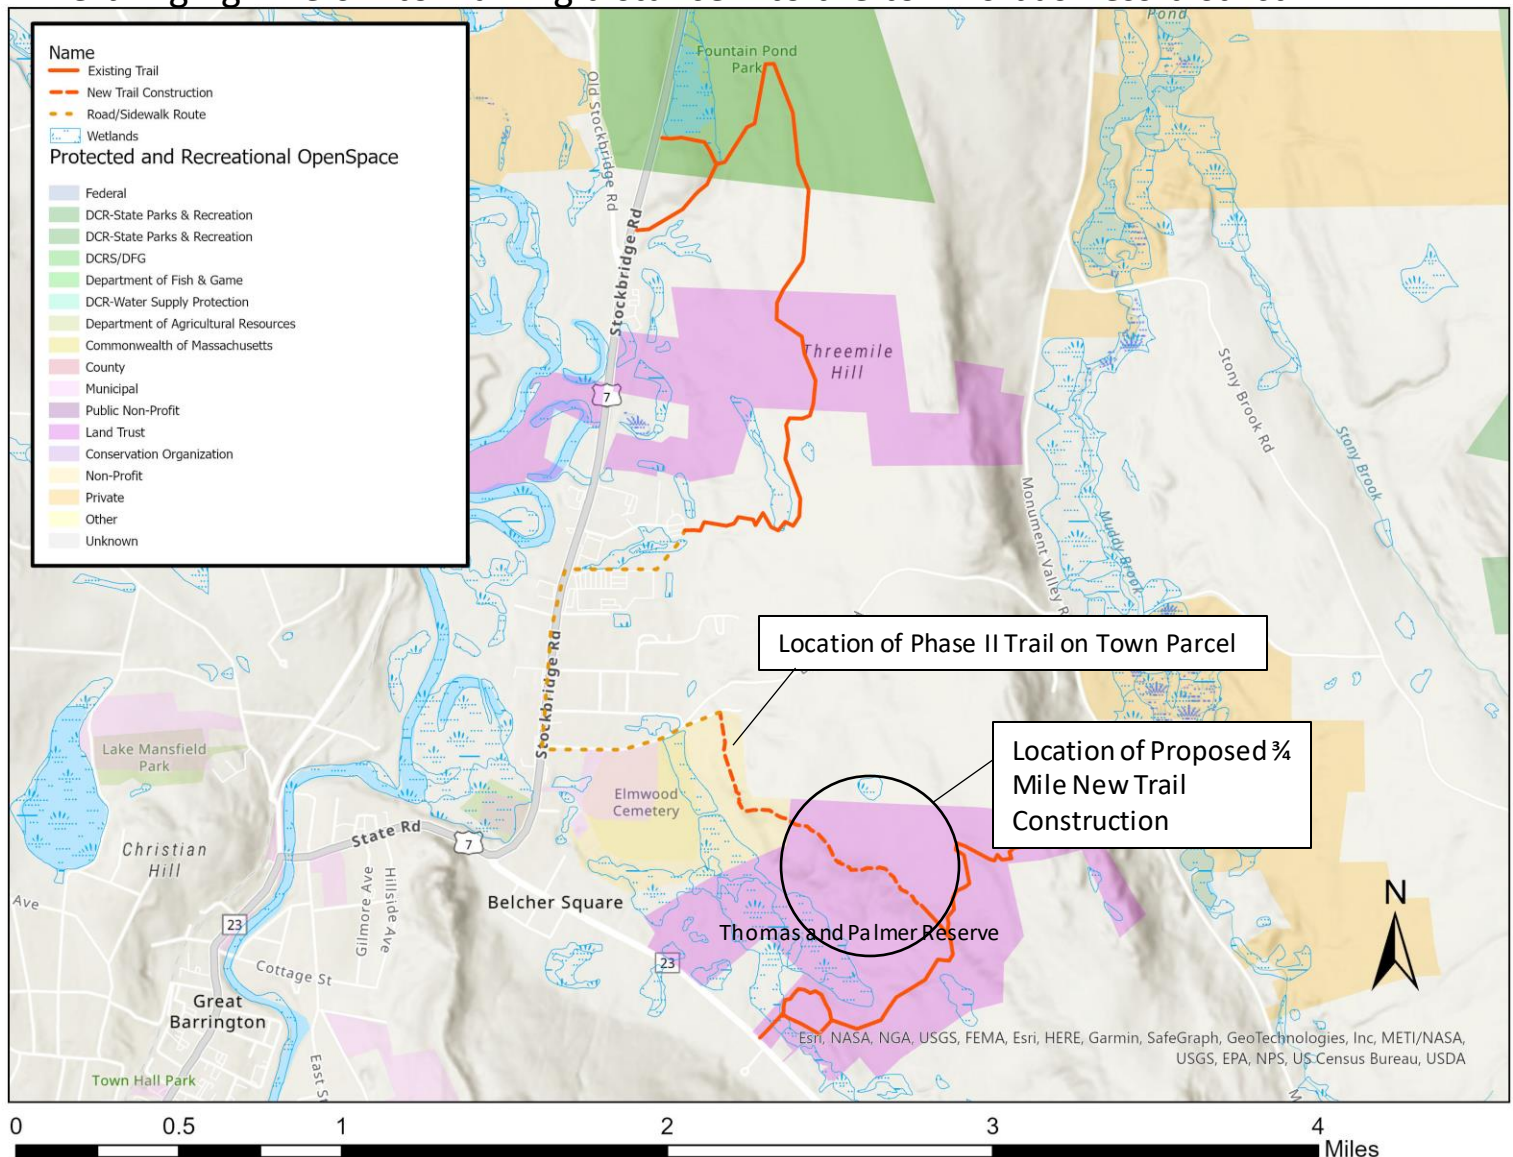 Pond
Name
Existing Trail
New Trail Construction
Road/Sidewalk Route
Wetlands
Protected and Recreational OpenSpace
Federal
DCR-State Parks & Recreation
DCR-State Parks & Recreation
DCRS/DFG
Department of Fish & Game
DCR-Water Supply Protection
Department of Agricultural Resources
Commonwealth of Massachusetts
County
Municipal
Public Non-Profit
Land Trust
Conservation Organization
Non-Profit
Private
Other
Unknown
Fountain Pond
Park
Old Stockbridge Rd
Stockbridge Rd
7
Threemile
Hill
Stony Brook Rd
Stony Brook
Monument Valley R
Muddy Brook
Location of Phase II Trail on Town Parcel
Stockbridge Rd
Location of Proposed ¾
Mile New Trail
Construction
Lake Mansfield
Park
Elmwood
Cemetery
State Rd
7
Christian
Hill
Ave
Gilmore Ave
Hillside Ave
Belcher Square
23
Thomas and Palmer Reserve
23
Cottage St
Great
Barrington
East S
Town Hall Park
N
Esri, NASA, NGA, USGS, FEMA, Esri, HERE, Garmin, SafeGraph, GeoTechnologies, Inc, METI/NASA,
USGS, EPA, NPS, US Census Bureau, USDA
M
0 0.5 1 2 3 4
Miles